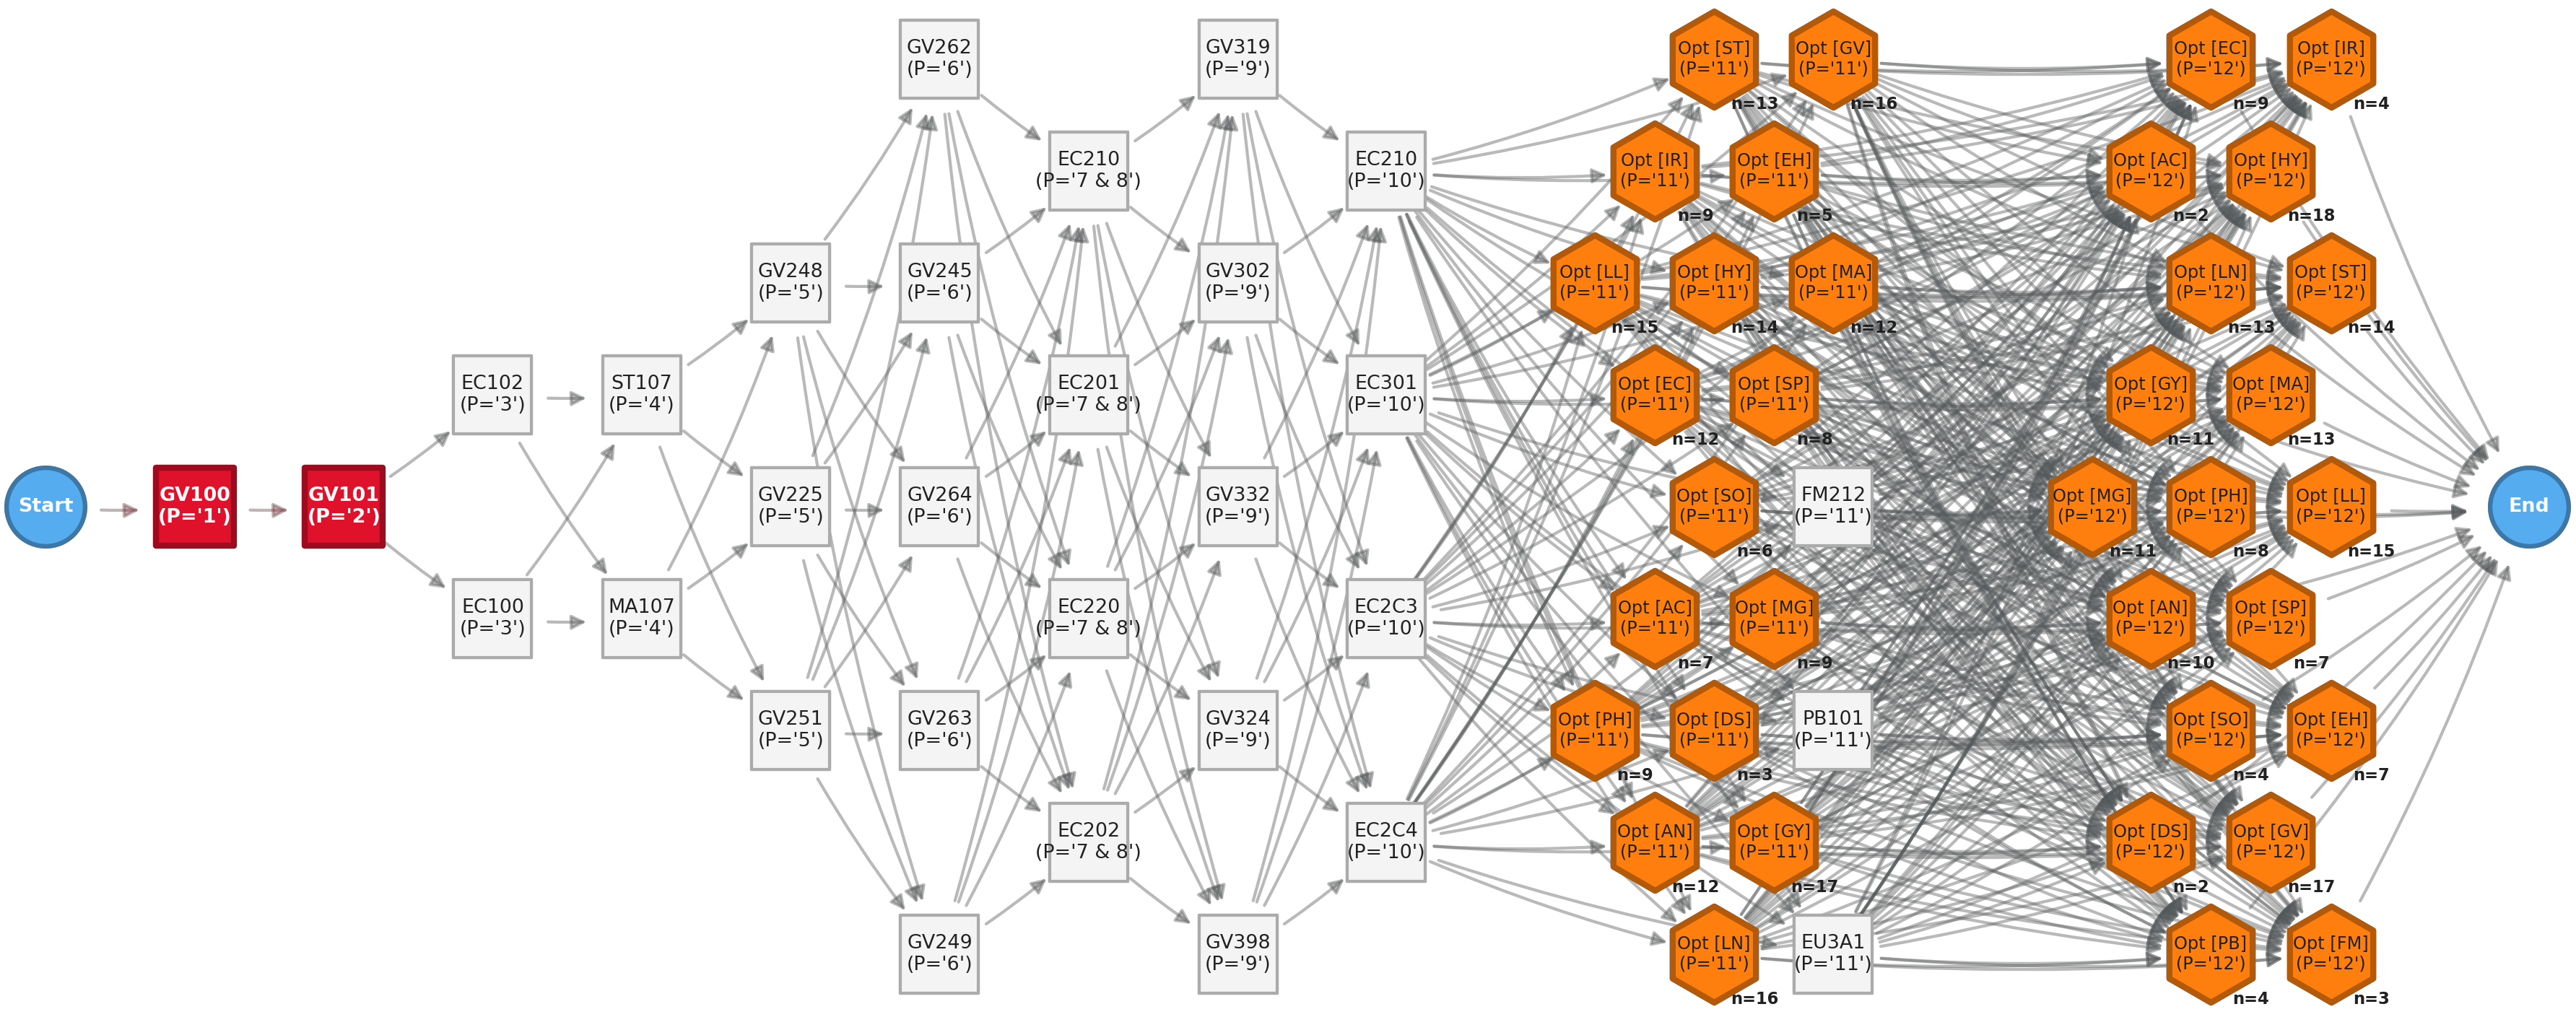 Start
GV100
(P='1')
GV101
(P='2')
EC102
(P='3')
EC100
(P='3')
ST107
(P='4')
MA107
(P='4')
GV248
(P='5')
GV225
(P='5')
GV251
(P='5')
GV262
(P='6')
GV245
(P='6')
GV264
(P='6')
GV263
(P='6')
GV249
(P='6')
EC210
(P='7 & 8')
EC201
(P='7 & 8')
EC220
(P='7 & 8')
EC202
(P='7 & 8')
GV319
(P='9')
GV302
(P='9')
GV332
(P='9')
GV324
(P='9')
GV398
(P='9')
EC210
(P='10')
EC301
(P='10')
EC2C3
(P='10')
EC2C4
(P='10')
Opt [ST]
(P='11')
n=13
Opt [GV]
(P='11')
n=16
Opt [IR]
(P='11')
n=9
Opt [EH]
(P='11')
n=5
Opt [LL]
(P='11')
n=15
Opt [HY]
(P='11')
n=14
Opt [MA]
(P='11')
n=12
Opt [EC]
(P='11')
n=12
Opt [SP]
(P='11')
n=8
Opt [SO]
(P='11')
n=6
FM212
(P='11')
Opt [AC]
(P='11')
n=7
Opt [MG]
(P='11')
n=9
Opt [PH]
(P='11')
n=9
Opt [DS]
(P='11')
n=3
PB101
(P='11')
Opt [AN]
(P='11')
n=12
Opt [GY]
(P='11')
n=17
Opt [LN]
(P='11')
n=16
EU3A1
(P='11')
Opt [EC]
(P='12')
n=9
Opt [IR]
(P='12')
n=4
Opt [AC]
(P='12')
n=2
Opt [HY]
(P='12')
n=18
Opt [LN]
(P='12')
n=13
Opt [ST]
(P='12')
n=14
Opt [GY]
(P='12')
n=11
Opt [MA]
(P='12')
n=13
Opt [MG]
(P='12')
n=11
Opt [PH]
(P='12')
n=8
Opt [LL]
(P='12')
n=15
Opt [AN]
(P='12')
n=10
Opt [SP]
(P='12')
n=7
Opt [SO]
(P='12')
n=4
Opt [EH]
(P='12')
n=7
Opt [DS]
(P='12')
n=2
Opt [GV]
(P='12')
n=17
Opt [PB]
(P='12')
n=4
Opt [FM]
(P='12')
n=3
End